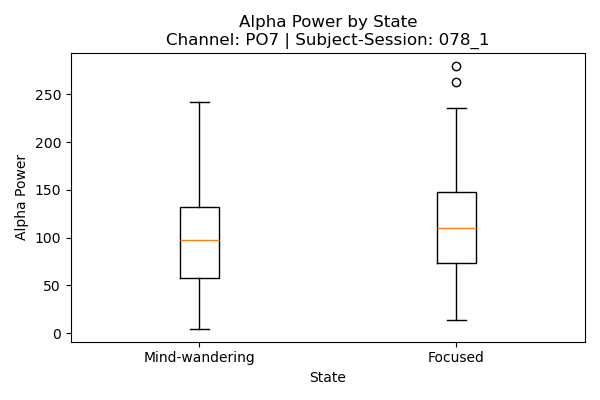 Alpha Power by State
Channel: PO7 | Subject-Session: 078_1
250
200
150
100
50
0
Alpha Power
Mind-wandering
Focused
State